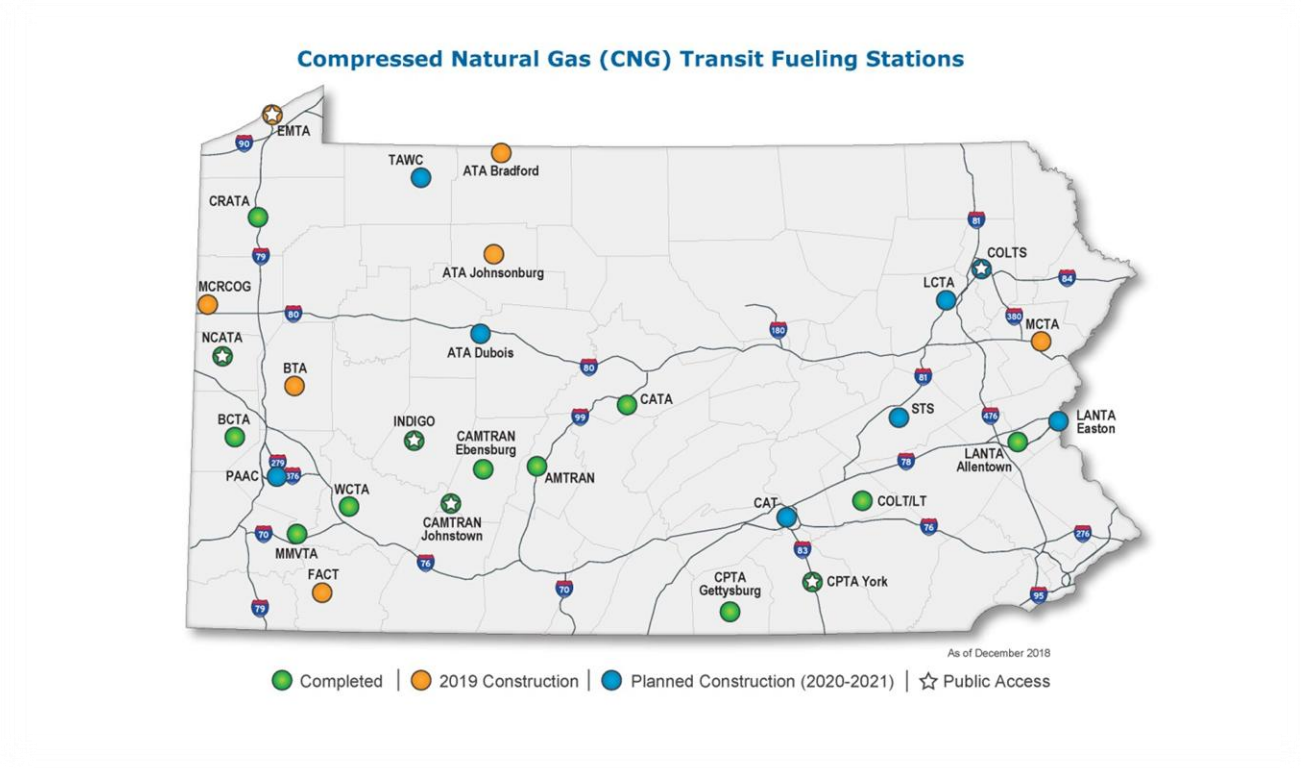 Compressed Natural Gas (CNG) Transit Fueling Stations
EMTA
90
TAWC
ATA Bradford
CRATA
81
79
COLTS
ATA Johnsonburg
84
LCTA
MCRCOG
80
380
MCTA
180
NCATA
ATA Dubois
80
BTA
81
CATA
99
STS
476
LANTA
Easton
INDIGO
BCTA
CAMTRAN
Ebensburg
LANTA
Allentown
279
78
PAAC
376
AMTRAN
WCTA
CAT
COLT/LT
CAMTRAN
Johnstown
76
70
276
MMVTA
83
76
FACT
CPTA
Gettysburg
CPTA York
70
95
79
As of December 2018
Completed | 2019 Construction | Planned Construction (2020-2021) | Public Access